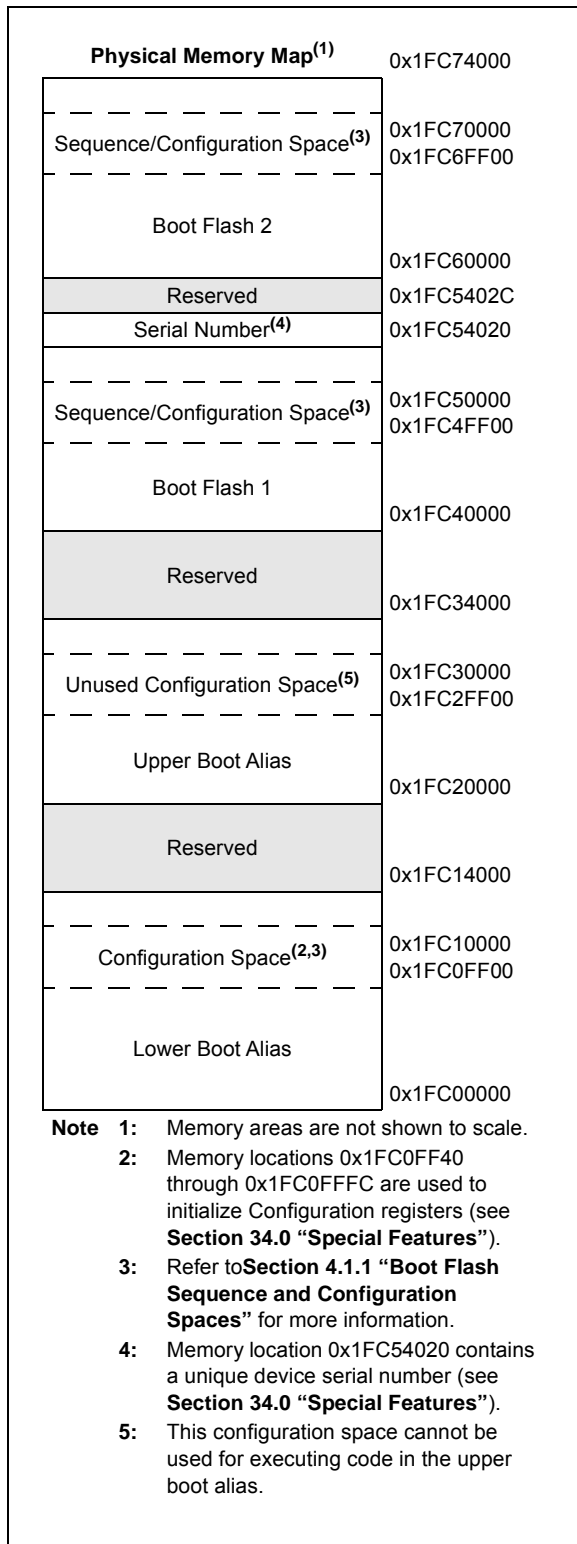 Physical Memory Map(1) 0x1FC74000
Sequence/Configuration Space(3) 0x1FC70000
0x1FC6FF00
Boot Flash 2
0x1FC60000
Reserved 0x1FC5402C
Serial Number(4) 0x1FC54020
Sequence/Configuration Space(3) 0x1FC50000
0x1FC4FF00
Boot Flash 1
0x1FC40000
Reserved
0x1FC34000
Unused Configuration Space(5) 0x1FC30000
0x1FC2FF00
Upper Boot Alias
0x1FC20000
Reserved
0x1FC14000
Configuration Space(2,3) 0x1FC10000
0x1FC0FF00
Lower Boot Alias
0x1FC00000
Note 1: Memory areas are not shown to scale.
2: Memory locations 0x1FC0FF40
through 0x1FC0FFFC are used to
initialize Configuration registers (see
Section 34.0 “Special Features”).
3: Refer toSection 4.1.1 “Boot Flash
Sequence and Configuration
Spaces” for more information.
4: Memory location 0x1FC54020 contains
a unique device serial number (see
Section 34.0 “Special Features”).
5: This configuration space cannot be
used for executing code in the upper
boot alias.